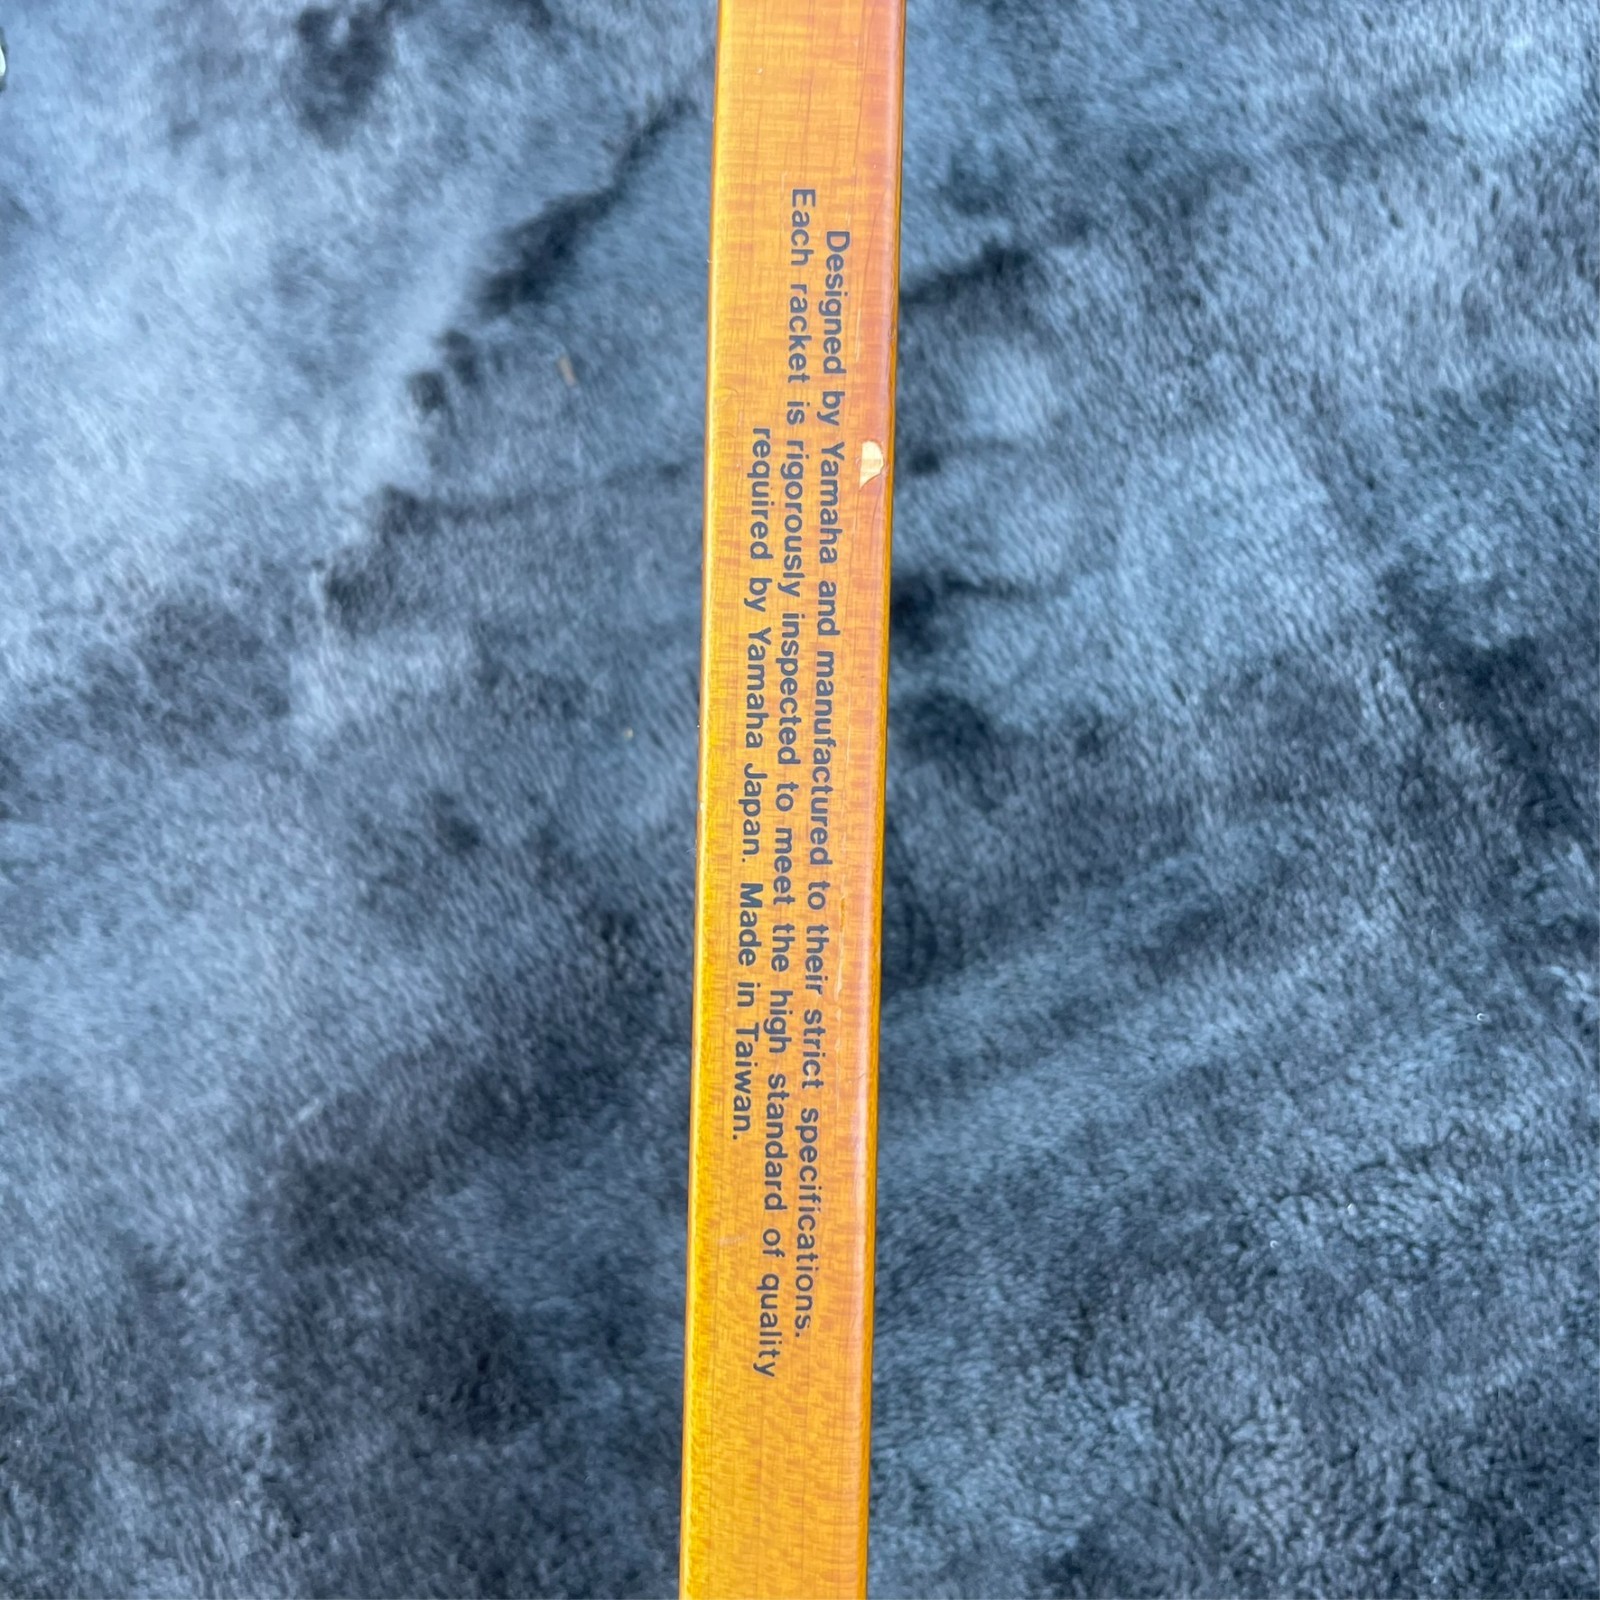 Designed by Yamaha and manufactured to their strict specifications.
Each racket is rigorously inspected to meet the high standard of quality
required by Yamaha Japan. Made in Taiwan.